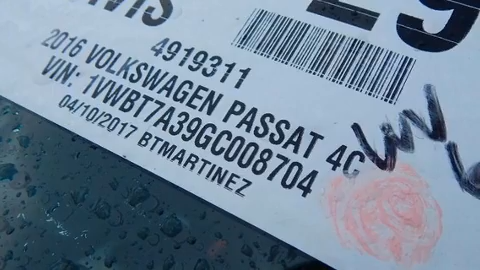 4919311
2016 VOLKSWAGEN PASSAT 4C
VIN: 1VWBT7A39GC008704
04/10/2017 BTMARTINEZ